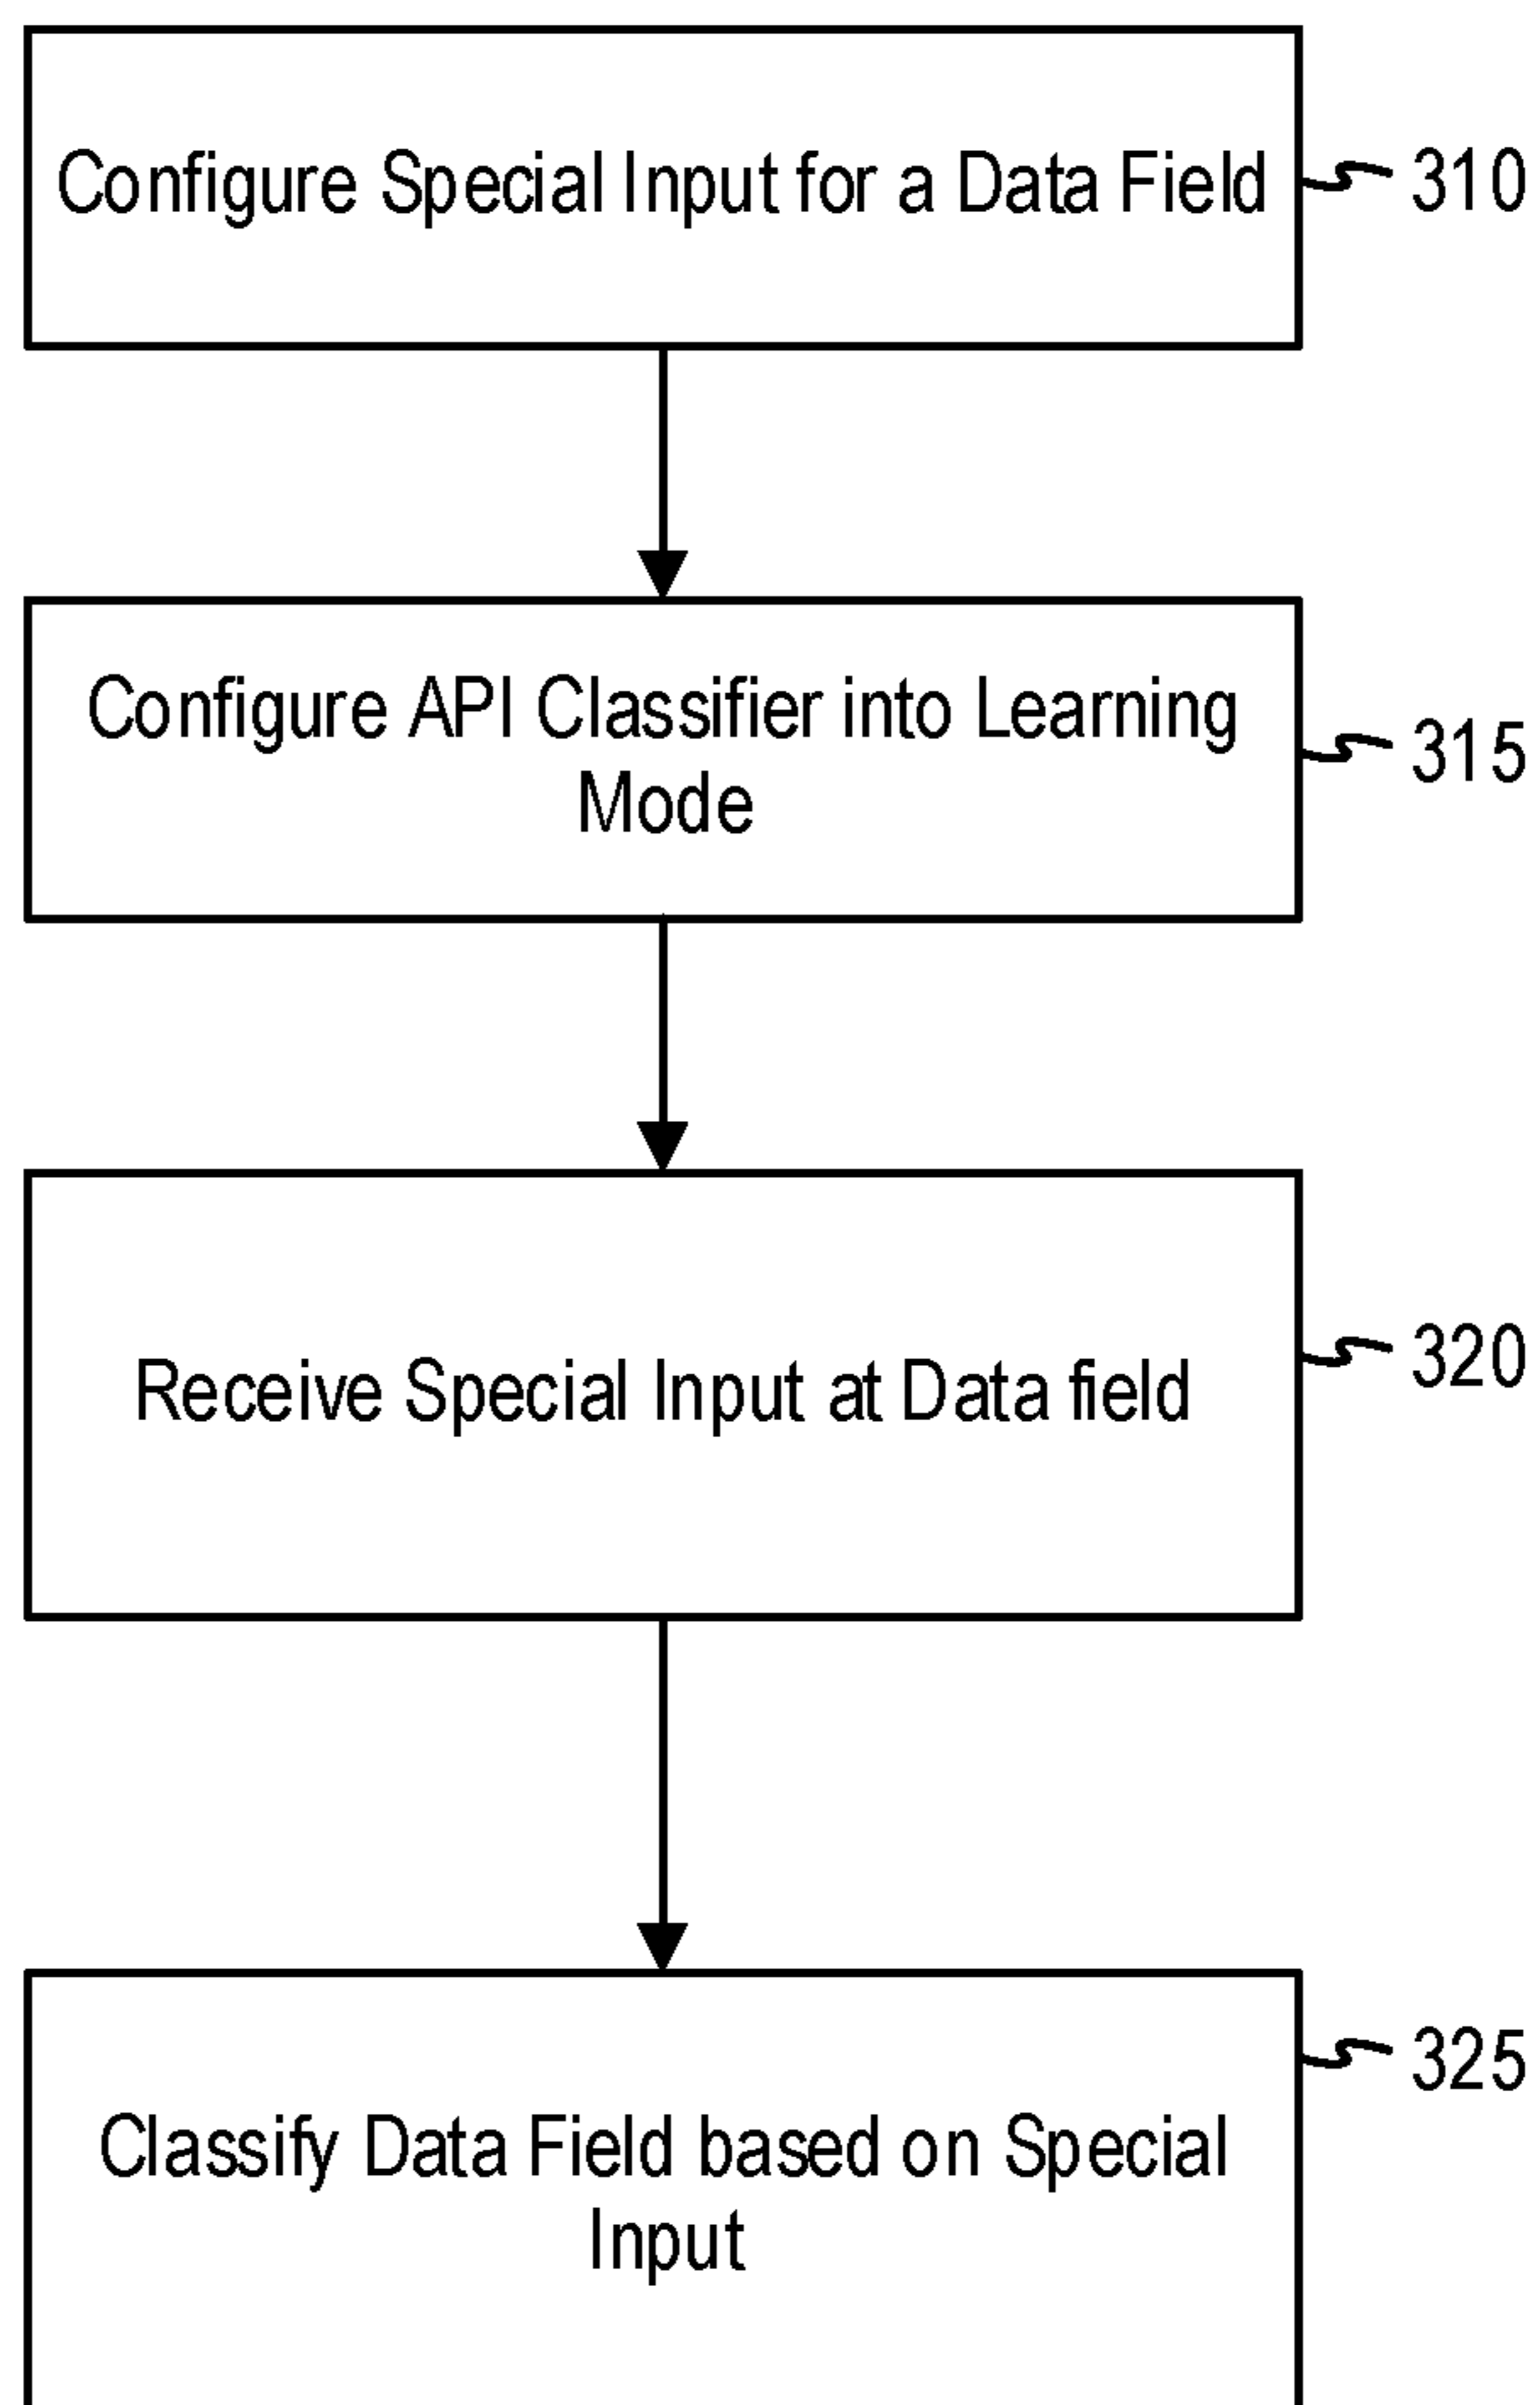 Configure Special Input for a Data Field
310
Configure API Classifier into Learning
Mode
315
Receive Special Input at Data field
320
Classify Data Field based on Special
Input
325